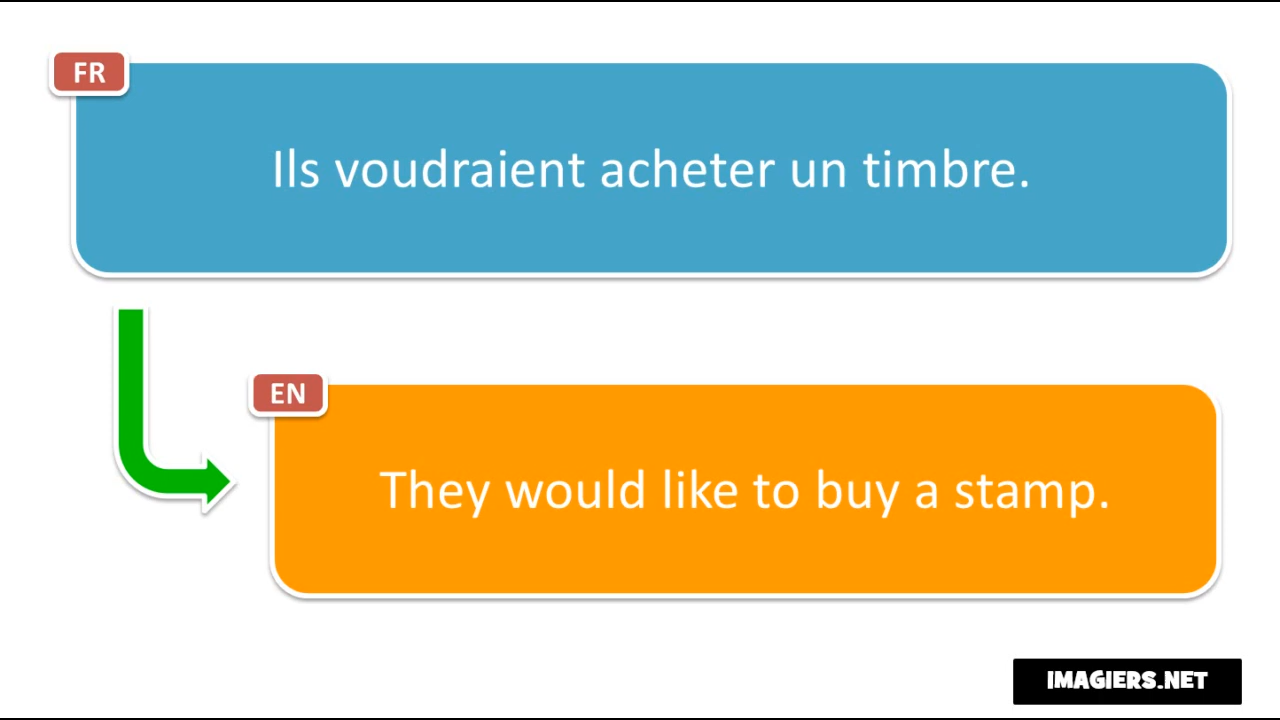 FR
Ils voudraient acheter un timbre.
EN
They would like to buy a stamp.
IMAGIERS.NET